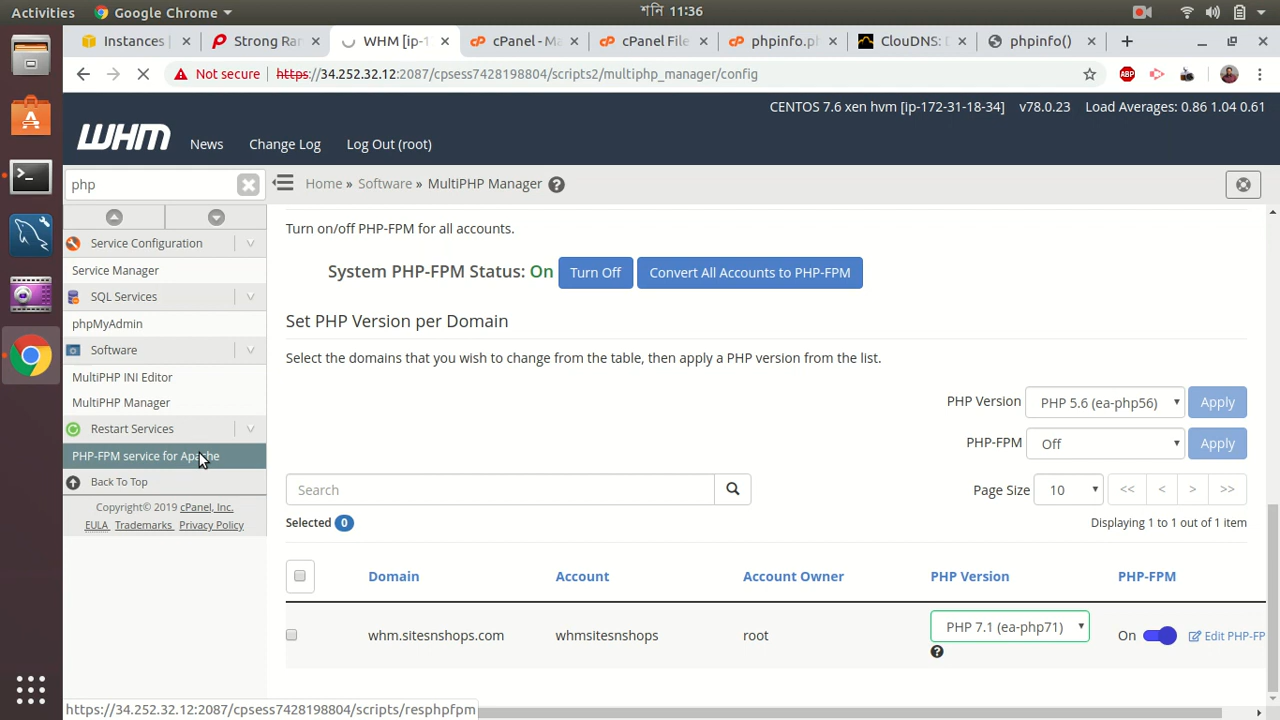 Activities Google Chrome শনি 11:36
Instances Strong Ra WHM [ip-1 cPanel - M cPanel File phpinfo.p ClouDNS: D phpinfo()
Not secure https://34.252.32.12:2087/cpsess7428198804/scripts2/multiphp_manager/config ABP
CENTOS 7.6 xen hvm [ip-172-31-18-34] v78.0.23 Load Averages: 0.86 1.04 0.61
WHM News Change Log Log Out (root)
php Home » Software » MultiPHP Manager
Turn on/off PHP-FPM for all accounts.
Service Configuration
Service Manager
System PHP-FPM Status: On Turn Off Convert All Accounts to PHP-FPM
SQL Services
phpMyAdmin
Set PHP Version per Domain
Software
Select the domains that you wish to change from the table, then apply a PHP version from the list.
MultiPHP INI Editor
MultiPHP Manager
PHP Version PHP 5.6 (ea-php56) Apply
Restart Services
PHP-FPM Off Apply
PHP-FPM service for Apache
Back To Top
Search Page Size 10 << < > >>
Copyright© 2019 cPanel, Inc.
EULA Trademarks Privacy Policy
Selected 0 Displaying 1 to 1 out of 1 item
Domain Account Account Owner PHP Version PHP-FPM
whm.sitesnshops.com whmsitesnshops root PHP 7.1 (ea-php71) On Edit PHP-FP
https://34.252.32.12:2087/cpsess7428198804/scripts/resphpfpm